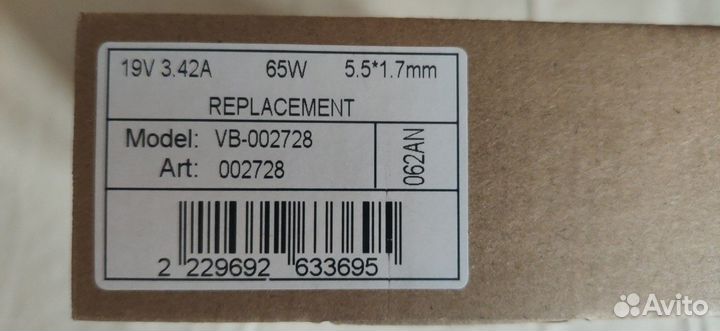 19V 3.42A 65W 5.5*1.7mm
REPLACEMENT
Model: VB-002728
Art: 002728
062AN
2 229692 633695
Avito